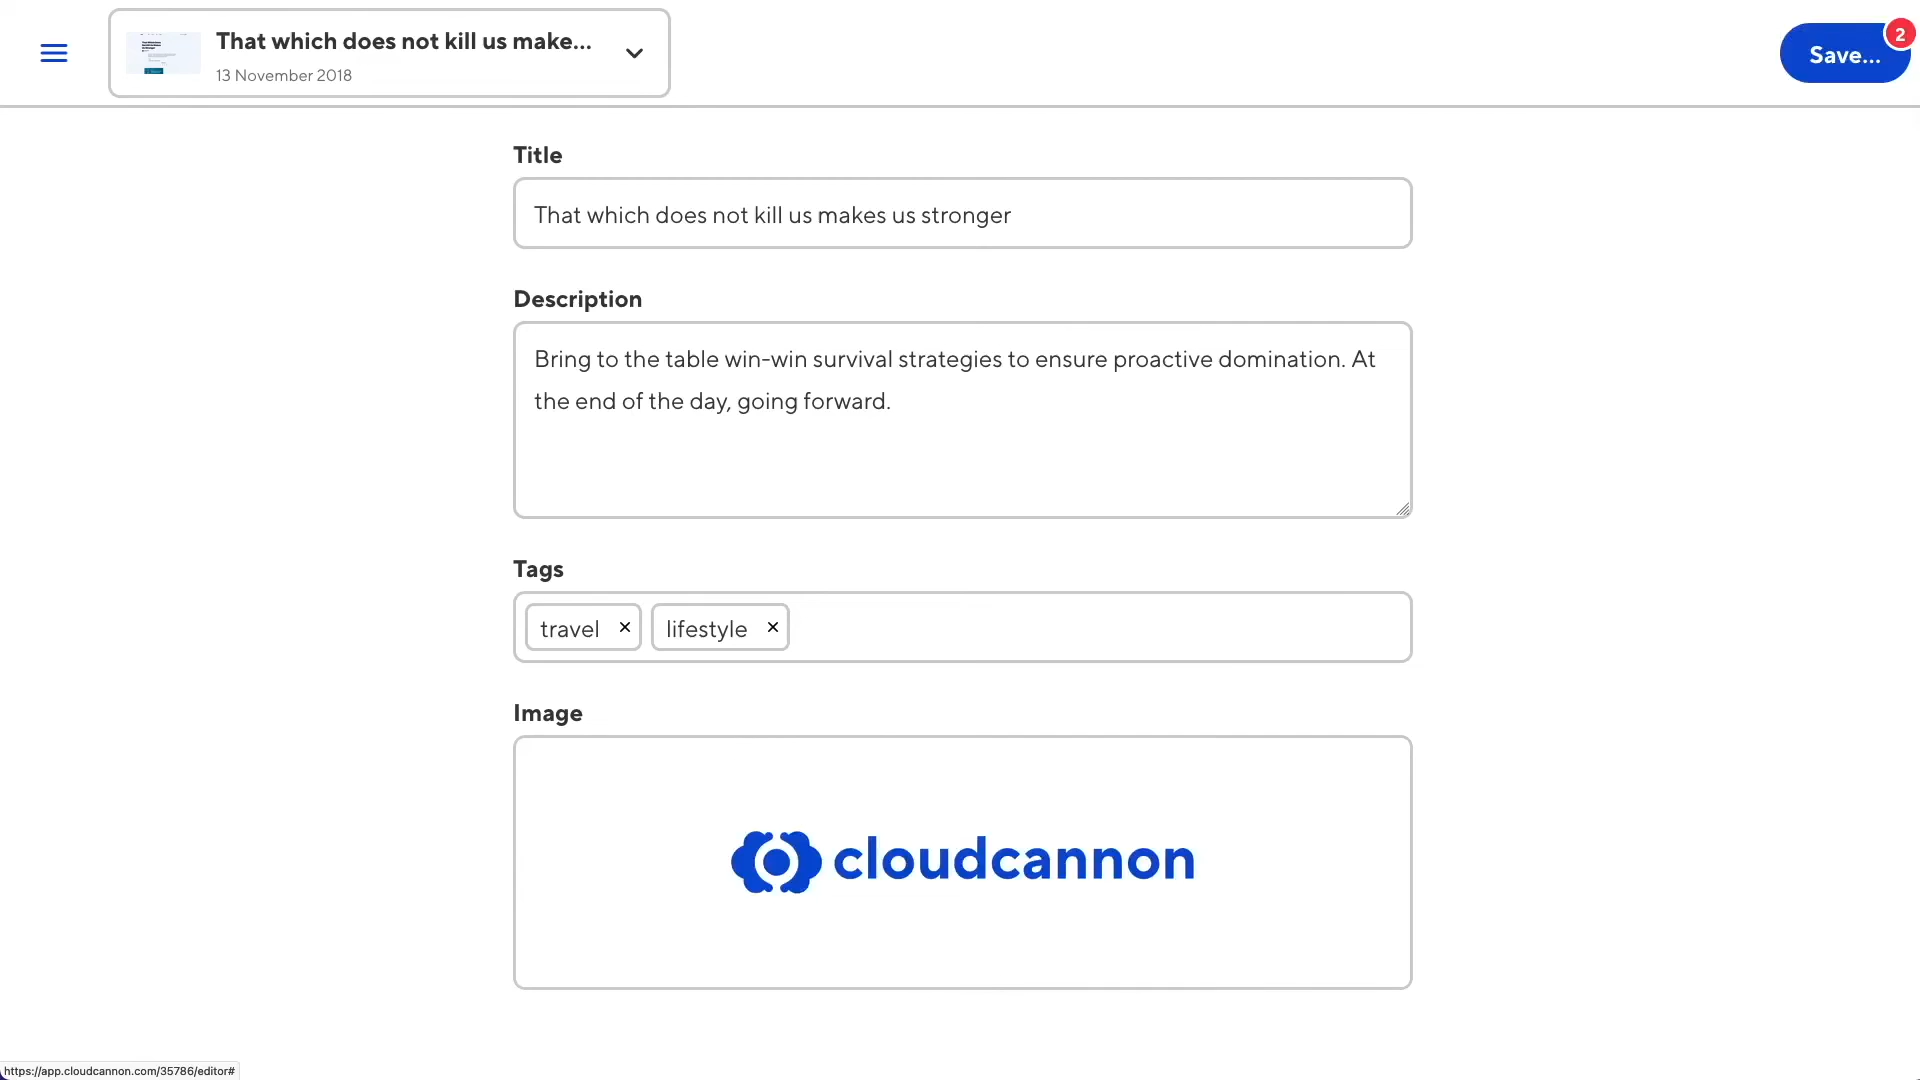 That which does not kill us make...
13 November 2018
Save...
2
Title
That which does not kill us makes us stronger
Description
Bring to the table win-win survival strategies to ensure proactive domination. At
the end of the day, going forward.
Tags
travel × lifestyle ×
Image
cloudcannon
https://app.cloudcannon.com/35786/editor#